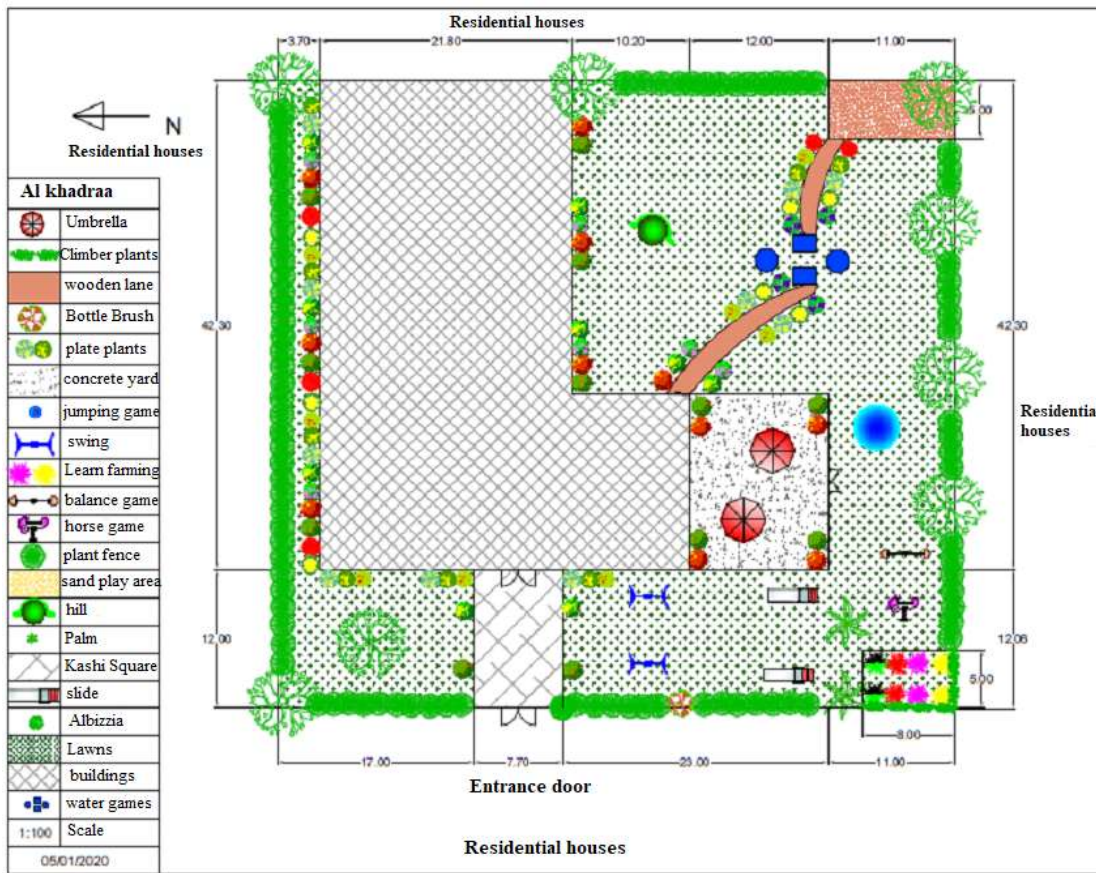 Residential houses
3.70
21.80
10.20
12.00
11.00
N
Residential houses
42.30
42.30
Al khadraa
Umbrella
Climber plants
wooden lane
Bottle Brush
plate plants
concrete yard
jumping game
swing
Learn farming
balance game
horse game
plant fence
sand play area
hill
Palm
Kashi Square
slide
Albizzia
Lawns
buildings
water games
1:100 Scale
05/01/2020
Residential
houses
12.00
5.00
8.00
17.00
7.70
23.00
11.00
Entrance door
Residential houses